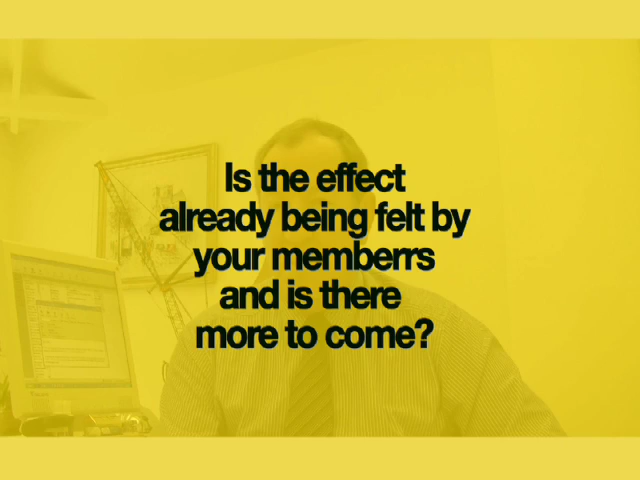 Is the effect
already being felt by
your memberrs
and is there
more to come?